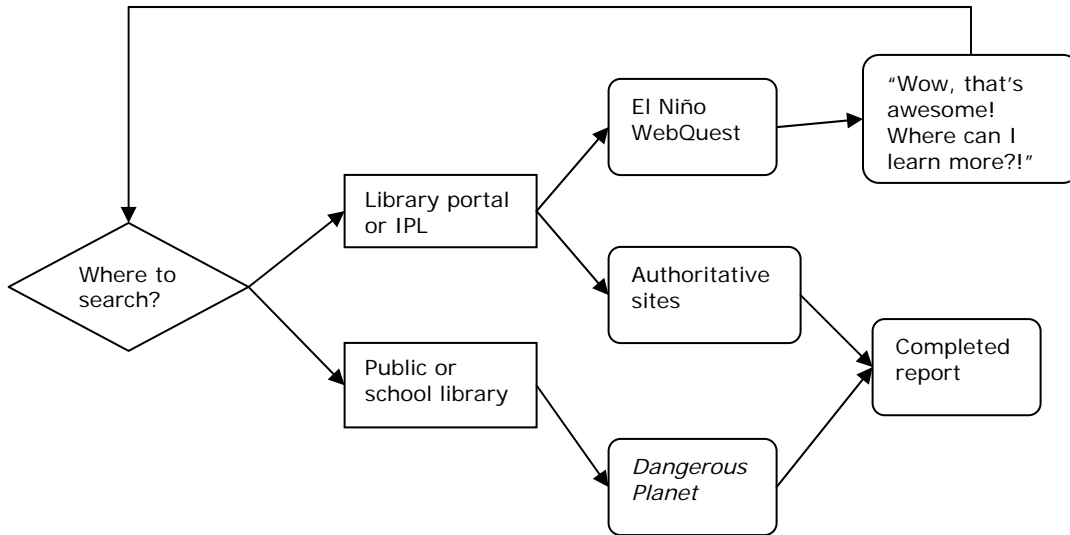 Where to
search?
Library portal
or IPL
Public or
school library
El Niño
WebQuest
Authoritative
sites
Dangerous
Planet
“Wow, that’s
awesome!
Where can I
learn more?!”
Completed
report